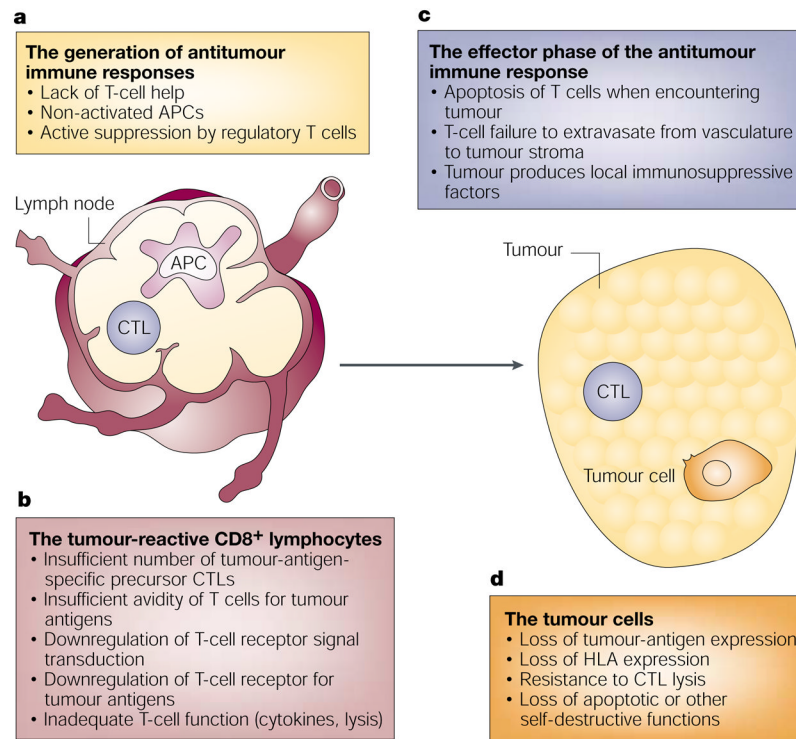 a
The generation of antitumour
immune responses
• Lack of T-cell help
• Non-activated APCs
• Active suppression by regulatory T cells
Lymph node
APC
CTL
b
The tumour-reactive CD8+ lymphocytes
• Insufficient number of tumour-antigen-
specific precursor CTLs
• Insufficient avidity of T cells for tumour
antigens
• Downregulation of T-cell receptor signal
transduction
• Downregulation of T-cell receptor for
tumour antigens
• Inadequate T-cell function (cytokines, lysis)
c
The effector phase of the antitumour
immune response
• Apoptosis of T cells when encountering
tumour
• T-cell failure to extravasate from vasculature
to tumour stroma
• Tumour produces local immunosuppressive
factors
Tumour
CTL
Tumour cell
d
The tumour cells
• Loss of tumour-antigen expression
• Loss of HLA expression
• Resistance to CTL lysis
• Loss of apoptotic or other
self-destructive functions